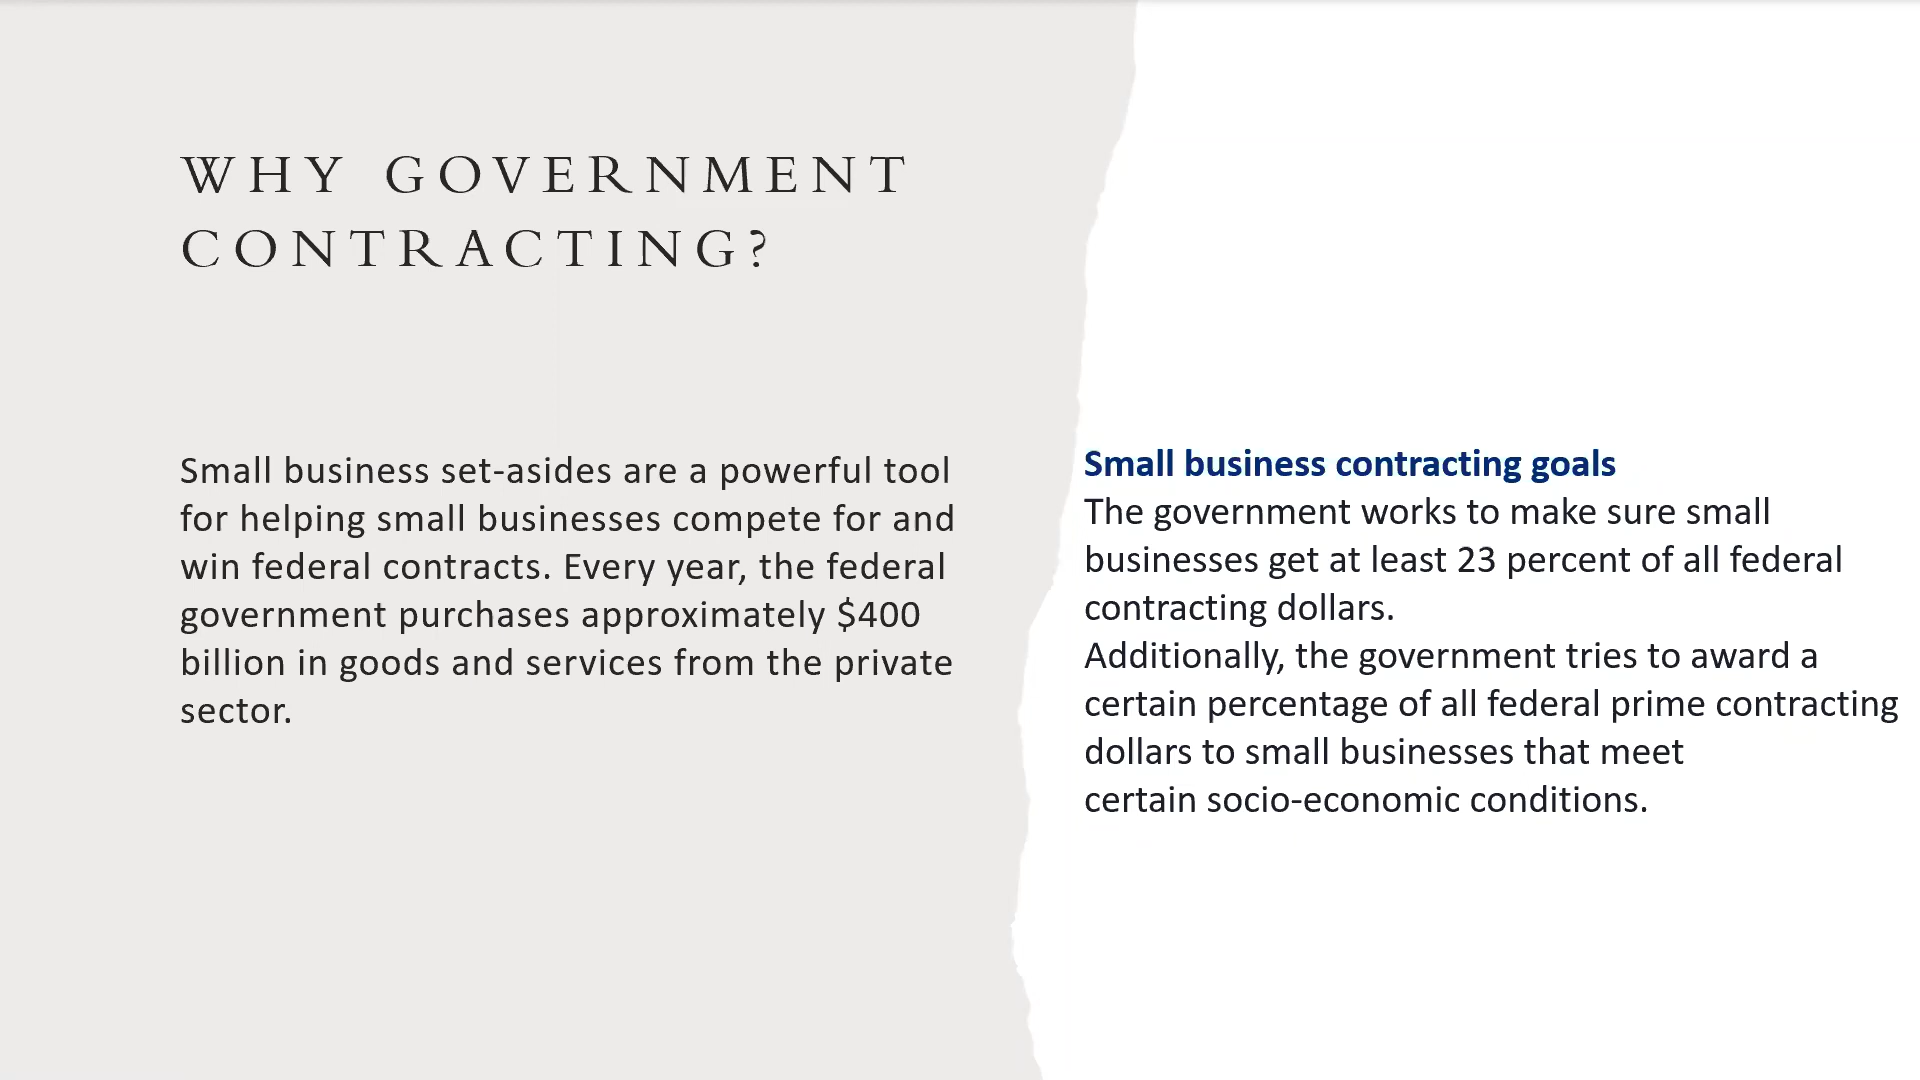 WHY GOVERNMENT
CONTRACTING?
Small business set-asides are a powerful tool
for helping small businesses compete for and
win federal contracts. Every year, the federal
government purchases approximately $400
billion in goods and services from the private
sector.
Small business contracting goals
The government works to make sure small
businesses get at least 23 percent of all federal
contracting dollars.
Additionally, the government tries to award a
certain percentage of all federal prime contracting
dollars to small businesses that meet
certain socio-economic conditions.